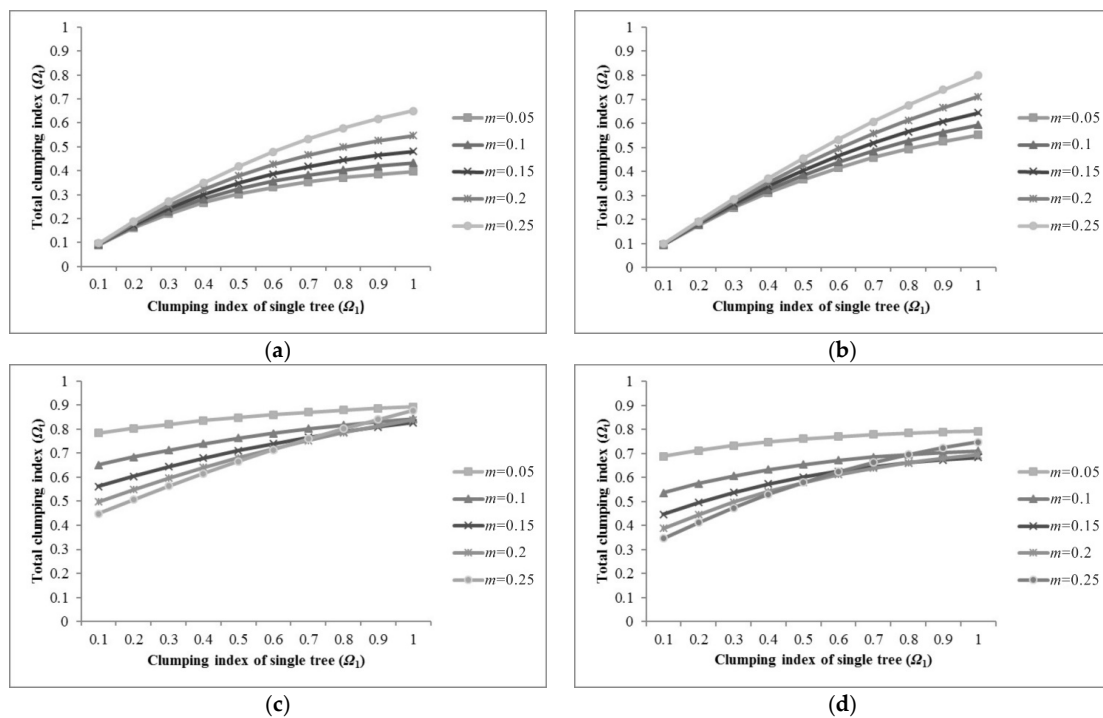 1
0.9
0.8
0.7
0.6
0.5
0.4
0.3
0.2
0.1
0
Total clumping index (Ωt)
0.1 0.2 0.3 0.4 0.5 0.6 0.7 0.8 0.9 1
Clumping index of single tree (Ω1)
m=0.05
m=0.1
m=0.15
m=0.2
m=0.25
(a)
1
0.9
0.8
0.7
0.6
0.5
0.4
0.3
0.2
0.1
0
Total clumping index (Ωt)
0.1 0.2 0.3 0.4 0.5 0.6 0.7 0.8 0.9 1
Clumping index of single tree (Ω1)
m=0.05
m=0.1
m=0.15
m=0.2
m=0.25
(b)
1
0.9
0.8
0.7
0.6
0.5
0.4
0.3
0.2
0.1
0
Total clumping index (Ωt)
0.1 0.2 0.3 0.4 0.5 0.6 0.7 0.8 0.9 1
Clumping index of single tree (Ω1)
m=0.05
m=0.1
m=0.15
m=0.2
m=0.25
(c)
1
0.9
0.8
0.7
0.6
0.5
0.4
0.3
0.2
0.1
0
Total clumping index (Ωt)
0.1 0.2 0.3 0.4 0.5 0.6 0.7 0.8 0.9 1
Clumping index of single tree (Ω1)
m=0.05
m=0.1
m=0.15
m=0.2
m=0.25
(d)